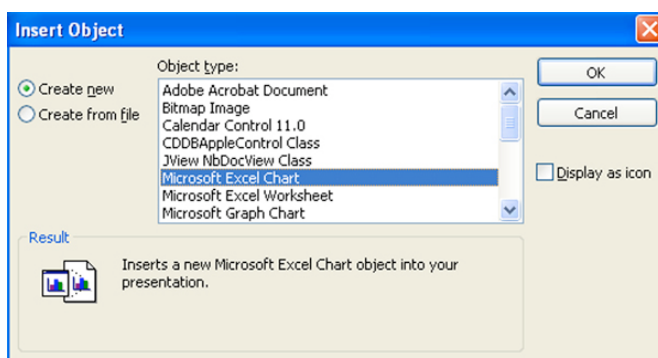 Insert Object
Object type:
Create new
Create from file
Adobe Acrobat Document
Bitmap Image
Calendar Control 11.0
CDDBAppleControl Class
JView NbDocView Class
Microsoft Excel Chart
Microsoft Excel Worksheet
Microsoft Graph Chart
OK
Cancel
Display as icon
Result
Inserts a new Microsoft Excel Chart object into your
presentation.